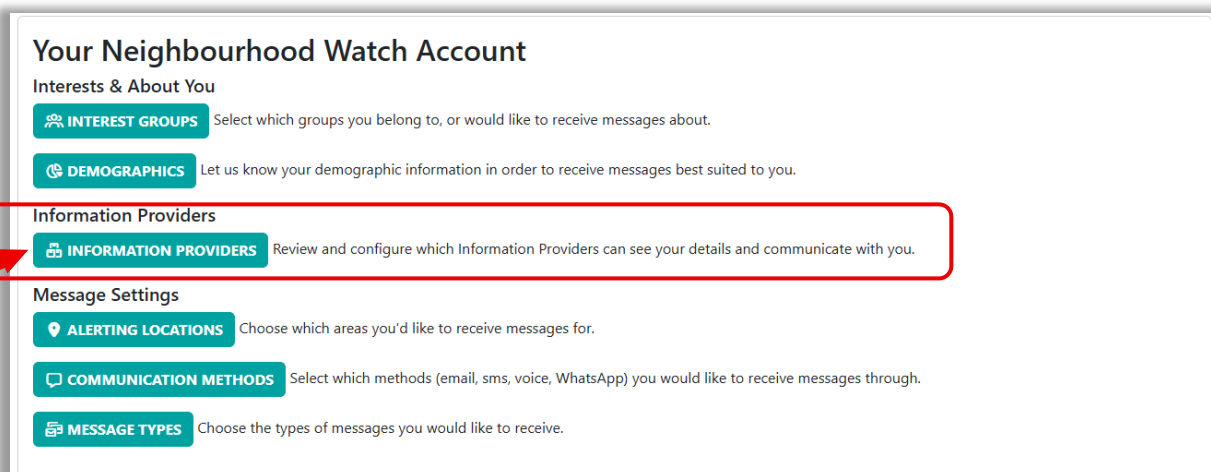 Your Neighbourhood Watch Account
Interests & About You
INTEREST GROUPS Select which groups you belong to, or would like to receive messages about.
DEMOGRAPHICS Let us know your demographic information in order to receive messages best suited to you.
Information Providers
INFORMATION PROVIDERS Review and configure which Information Providers can see your details and communicate with you.
Message Settings
ALERTING LOCATIONS Choose which areas you'd like to receive messages for.
COMMUNICATION METHODS Select which methods (email, sms, voice, WhatsApp) you would like to receive messages through.
MESSAGE TYPES Choose the types of messages you would like to receive.